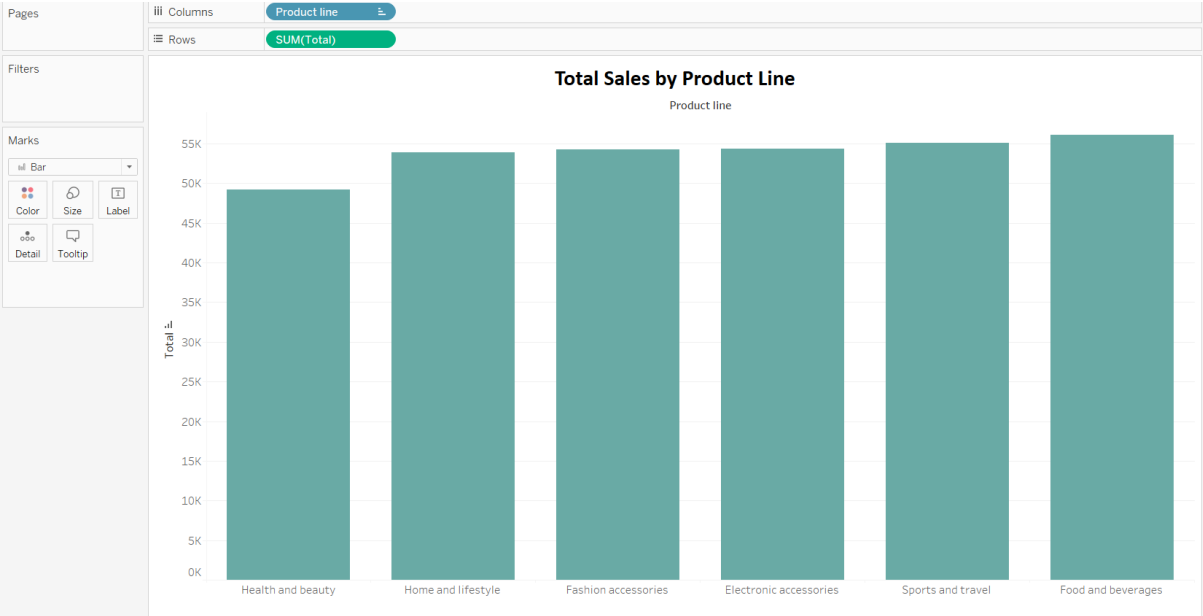 Pages
Columns
Product line
Rows
SUM(Total)
Filters
Marks
Bar
Color
Size
Label
Detail
Tooltip
Total Sales by Product Line
Product line
Total
55K
50K
45K
40K
35K
30K
25K
20K
15K
10K
5K
0K
Health and beauty
Home and lifestyle
Fashion accessories
Electronic accessories
Sports and travel
Food and beverages